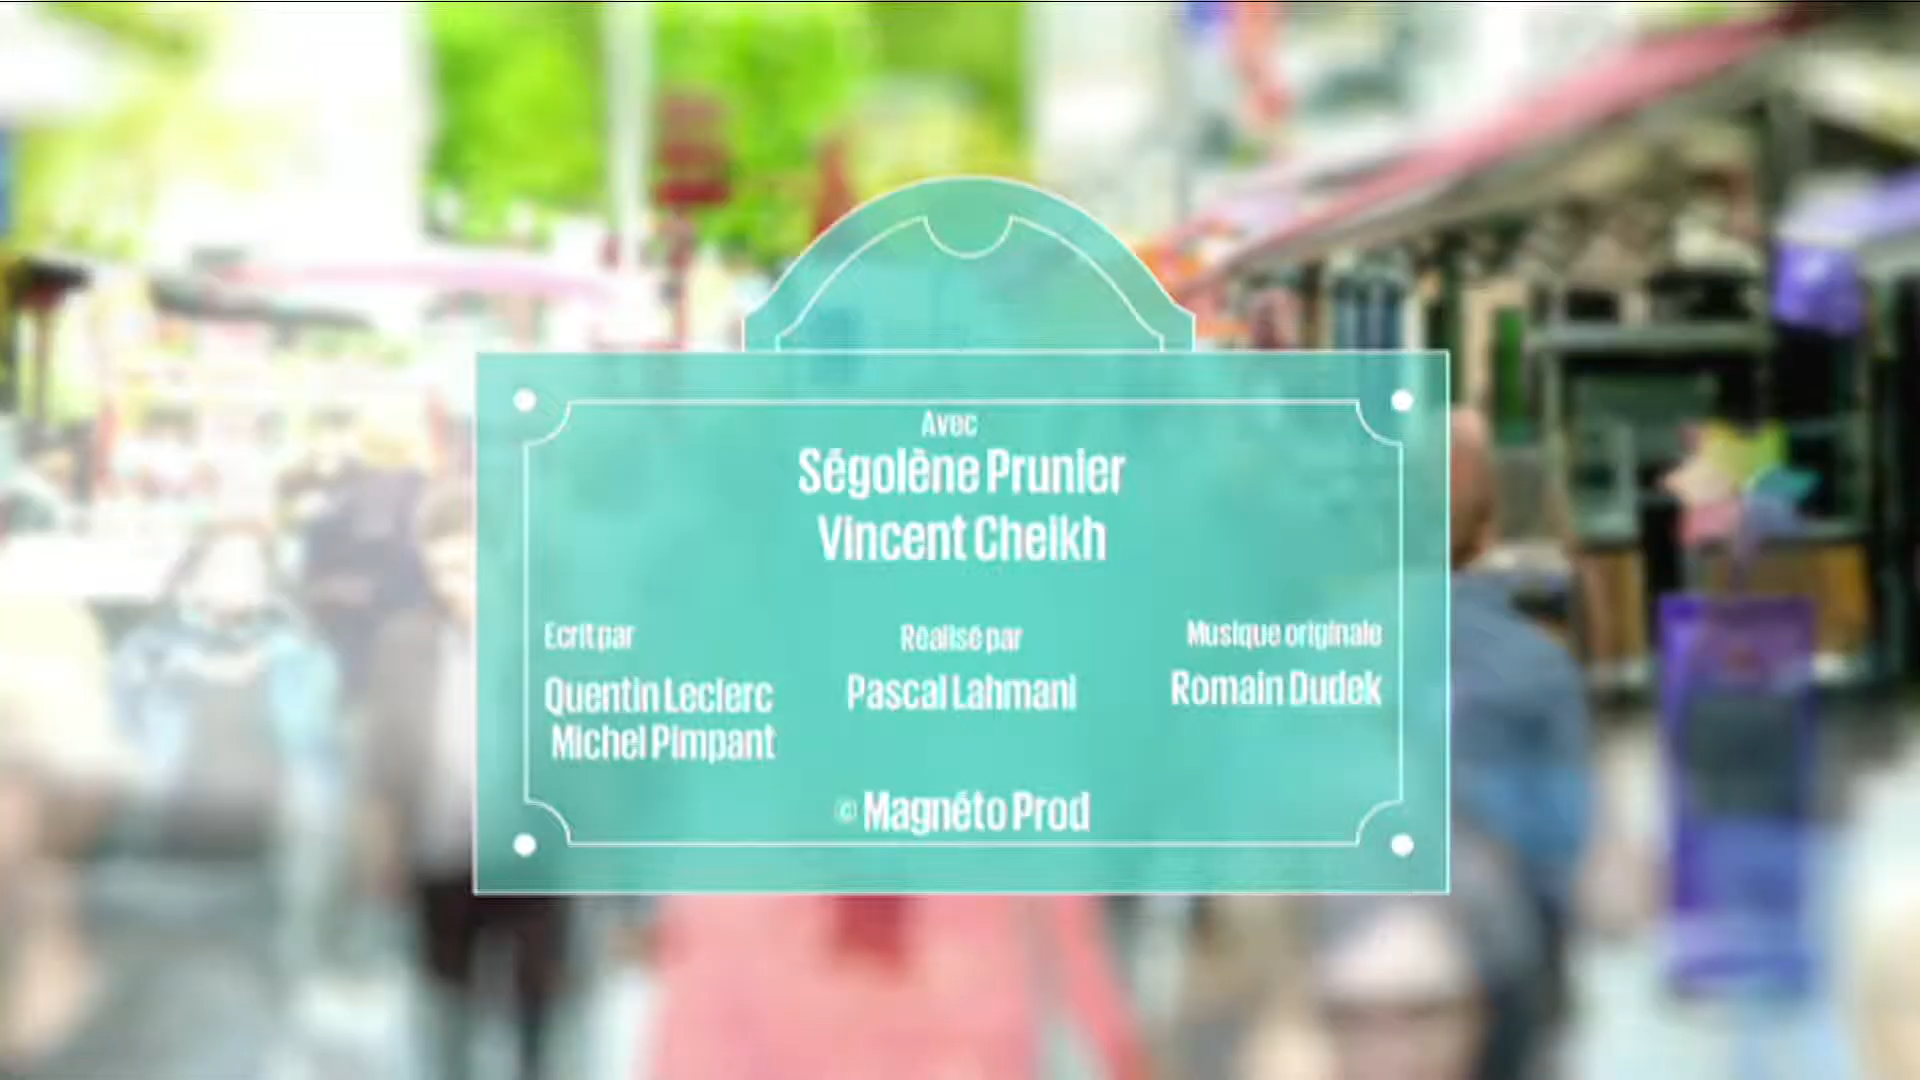 Avec
Ségolène Prunier
Vincent Cheikh
Ecrit par
Quentin Leclerc
Michel Pimpant
Réalisé par
Pascal Lahmani
Musique originale
Romain Dudek
© Magnéto Prod